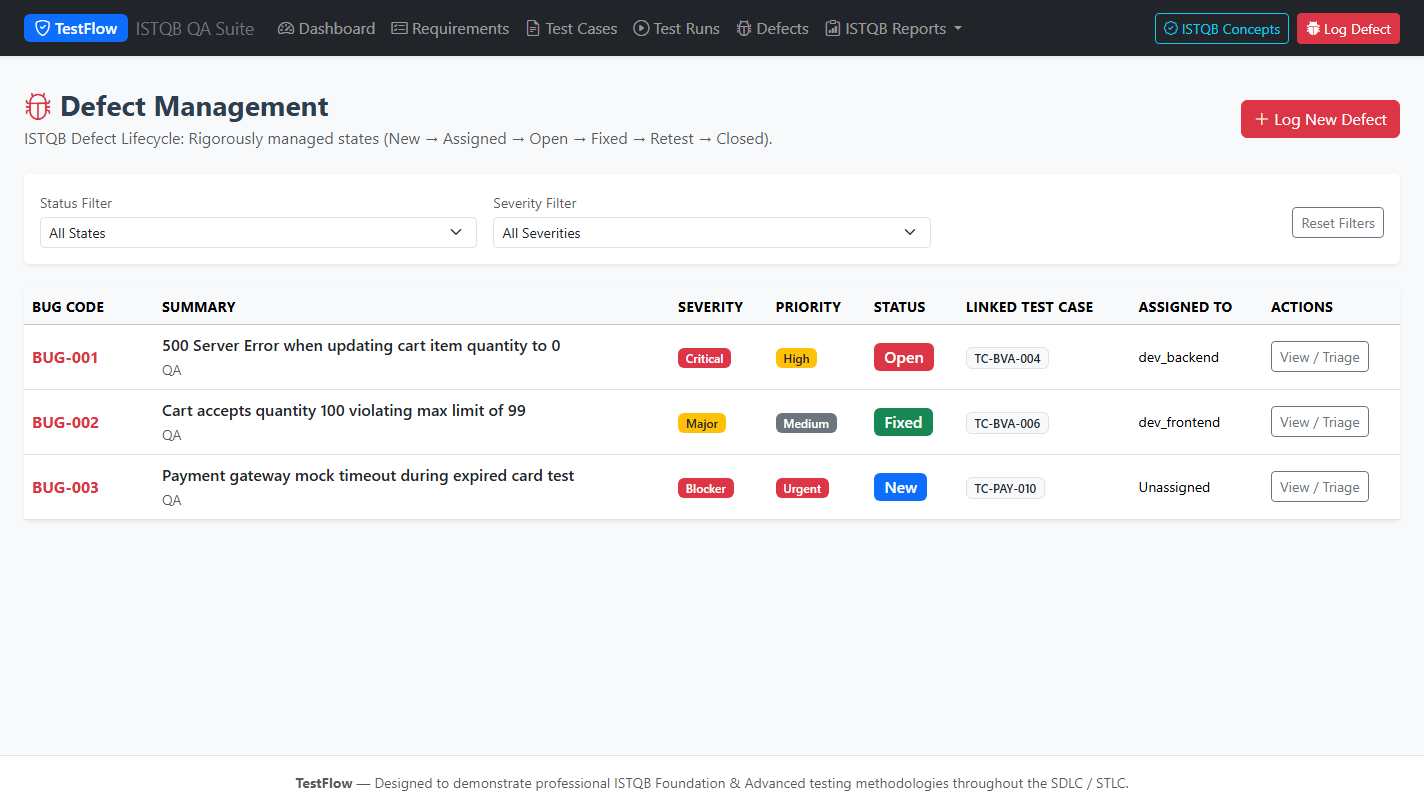 TestFlow ISTQB QA Suite Dashboard Requirements Test Cases Test Runs Defects ISTQB Reports ISTQB Concepts Log Defect
Defect Management
ISTQB Defect Lifecycle: Rigorously managed states (New → Assigned → Open → Fixed → Retest → Closed).
+ Log New Defect
Status Filter Severity Filter
All States All Severities Reset Filters
BUG CODE SUMMARY SEVERITY PRIORITY STATUS LINKED TEST CASE ASSIGNED TO ACTIONS
BUG-001 500 Server Error when updating cart item quantity to 0 Critical High Open TC-BVA-004 dev_backend View / Triage
QA
BUG-002 Cart accepts quantity 100 violating max limit of 99 Major Medium Fixed TC-BVA-006 dev_frontend View / Triage
QA
BUG-003 Payment gateway mock timeout during expired card test Blocker Urgent New TC-PAY-010 Unassigned View / Triage
QA
TestFlow — Designed to demonstrate professional ISTQB Foundation & Advanced testing methodologies throughout the SDLC / STLC.